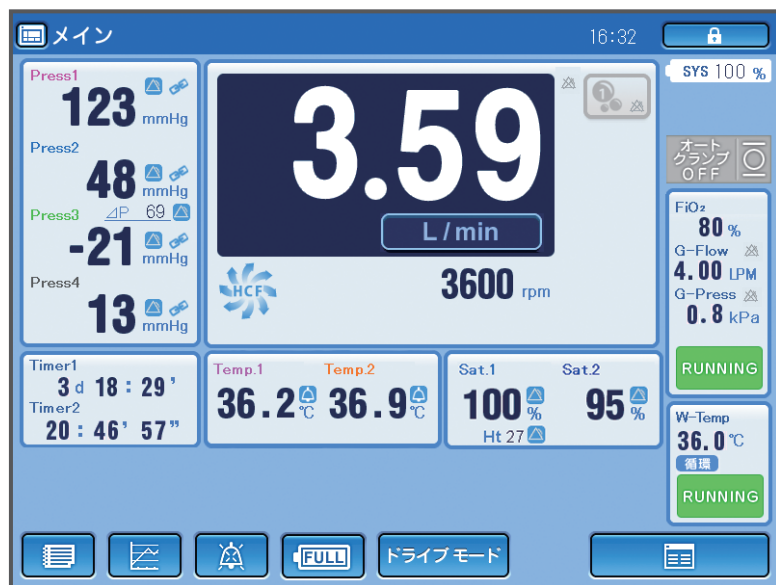 メイン
16:32
SYS 100 %
Press1
123 mmHg
Press2
48 mmHg
Press3 ⊿P 69
-21 mmHg
Press4
13 mmHg
3.59
L/min
1
HCF
3600 rpm
オート
クランプ
OFF
FiO₂
80 %
G-Flow
4.00 LPM
G-Press
0.8 kPa
RUNNING
Timer1
3 d 18 : 29 '
Timer2
20 : 46' 57"
Temp.1 Temp.2
36.2 ℃ 36.9 ℃
Sat.1 Sat.2
100 % 95 %
Ht 27
W-Temp
36.0 ℃
循環
RUNNING
FULL
ドライブ モード